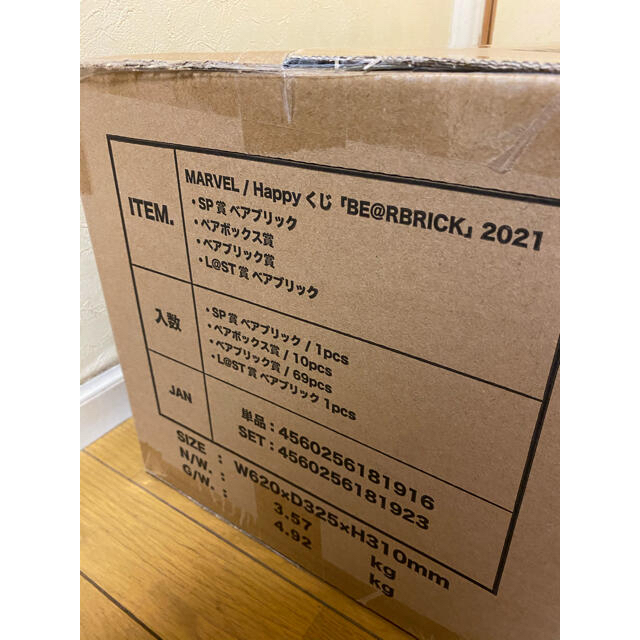 ITEM.
MARVEL / Happyくじ「BE@RBRICK」2021
・SP賞 ベアブリック
・ベアボックス賞
・ベアブリック賞
・L@ST賞 ベアブリック
入数
・SP賞 ベアブリック / 1pcs
・ベアボックス賞 / 10pcs
・ベアブリック賞 / 69pcs
・L@ST賞 ベアブリック 1pcs
JAN
単品：4560256181916
SET：4560256181923
SIZE : W620×D325×H310mm
N/W. : 3.57 kg
G/W. : 4.92 kg